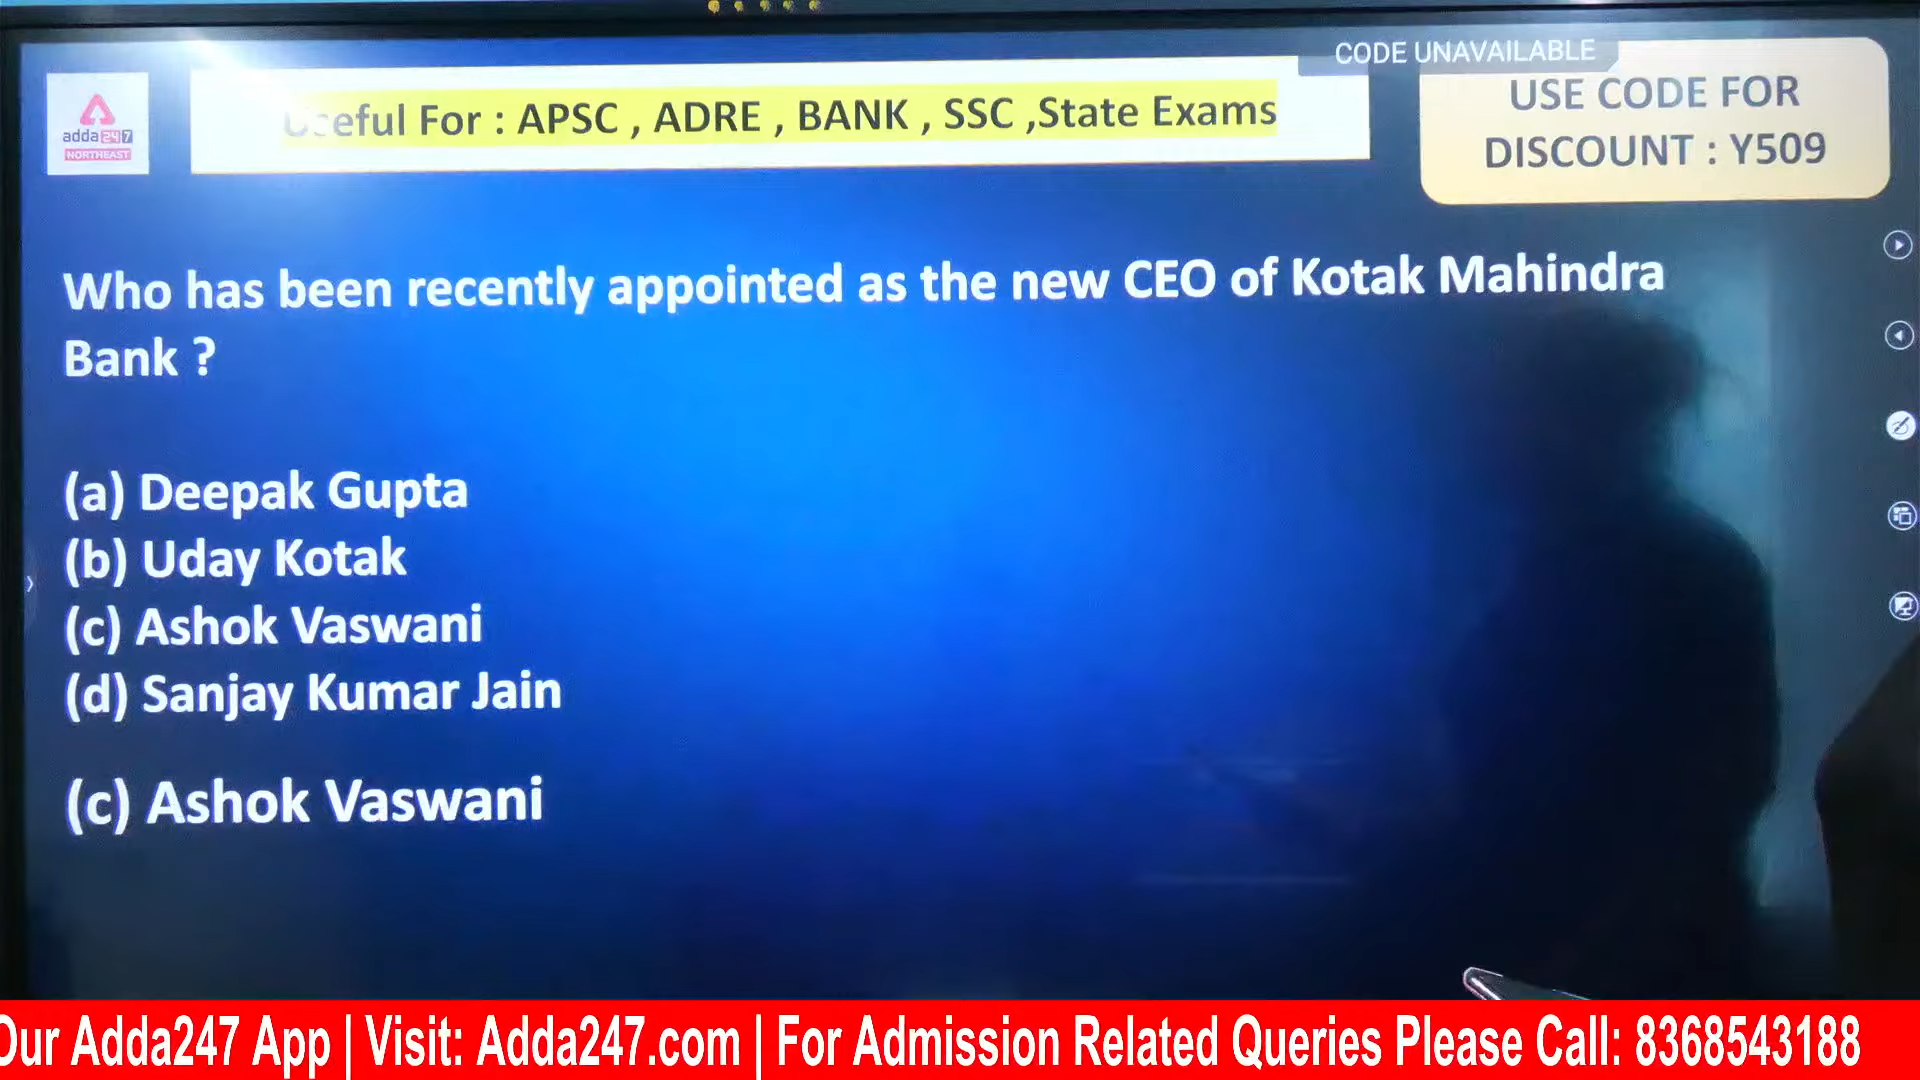 CODE UNAVAILABLE
adda247
NORTHEAST
Useful For : APSC , ADRE , BANK , SSC ,State Exams
USE CODE FOR
DISCOUNT : Y509
Who has been recently appointed as the new CEO of Kotak Mahindra
Bank ?
(a) Deepak Gupta
(b) Uday Kotak
(c) Ashok Vaswani
(d) Sanjay Kumar Jain
(c) Ashok Vaswani
Our Adda247 App | Visit: Adda247.com | For Admission Related Queries Please Call: 8368543188